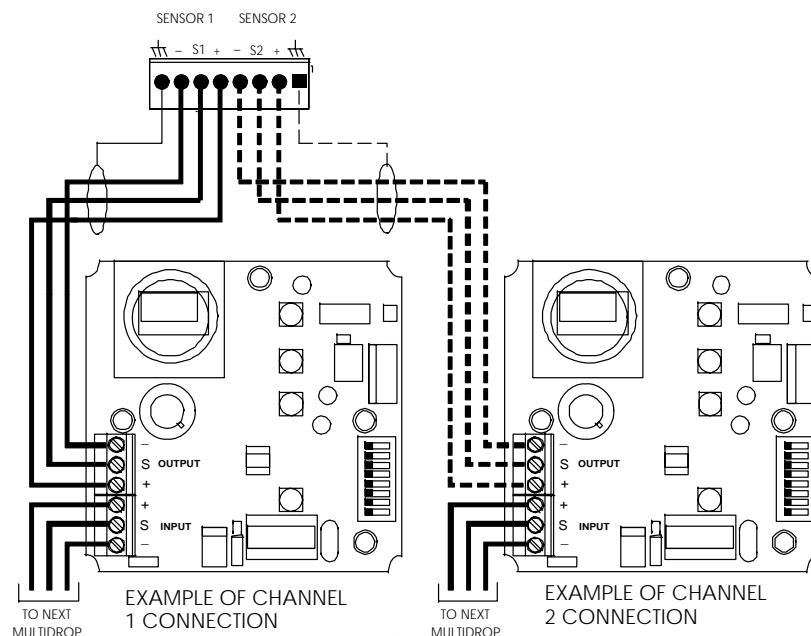 SENSOR 1 SENSOR 2
– S1 + – S2 +
– –
S OUTPUT S OUTPUT
+ +
+ +
S INPUT S INPUT
– –
TO NEXT
MULTIDROP
EXAMPLE OF CHANNEL
1 CONNECTION
TO NEXT
MULTIDROP
EXAMPLE OF CHANNEL
2 CONNECTION